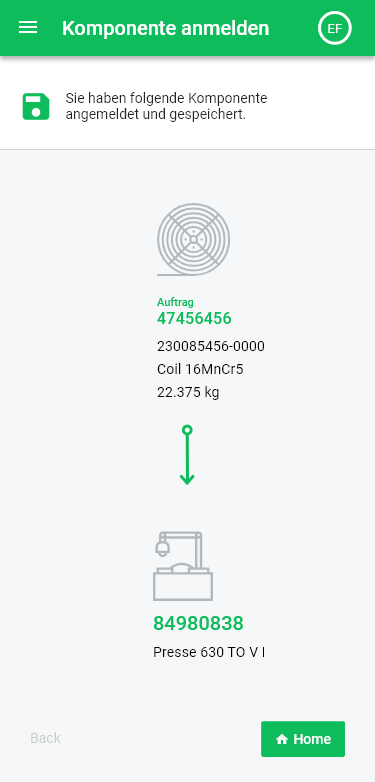 Komponente anmelden
EF
Sie haben folgende Komponente
angemeldet und gespeichert.
Auftrag
47456456
230085456-0000
Coil 16MnCr5
22.375 kg
84980838
Presse 630 TO V I
Back
Home